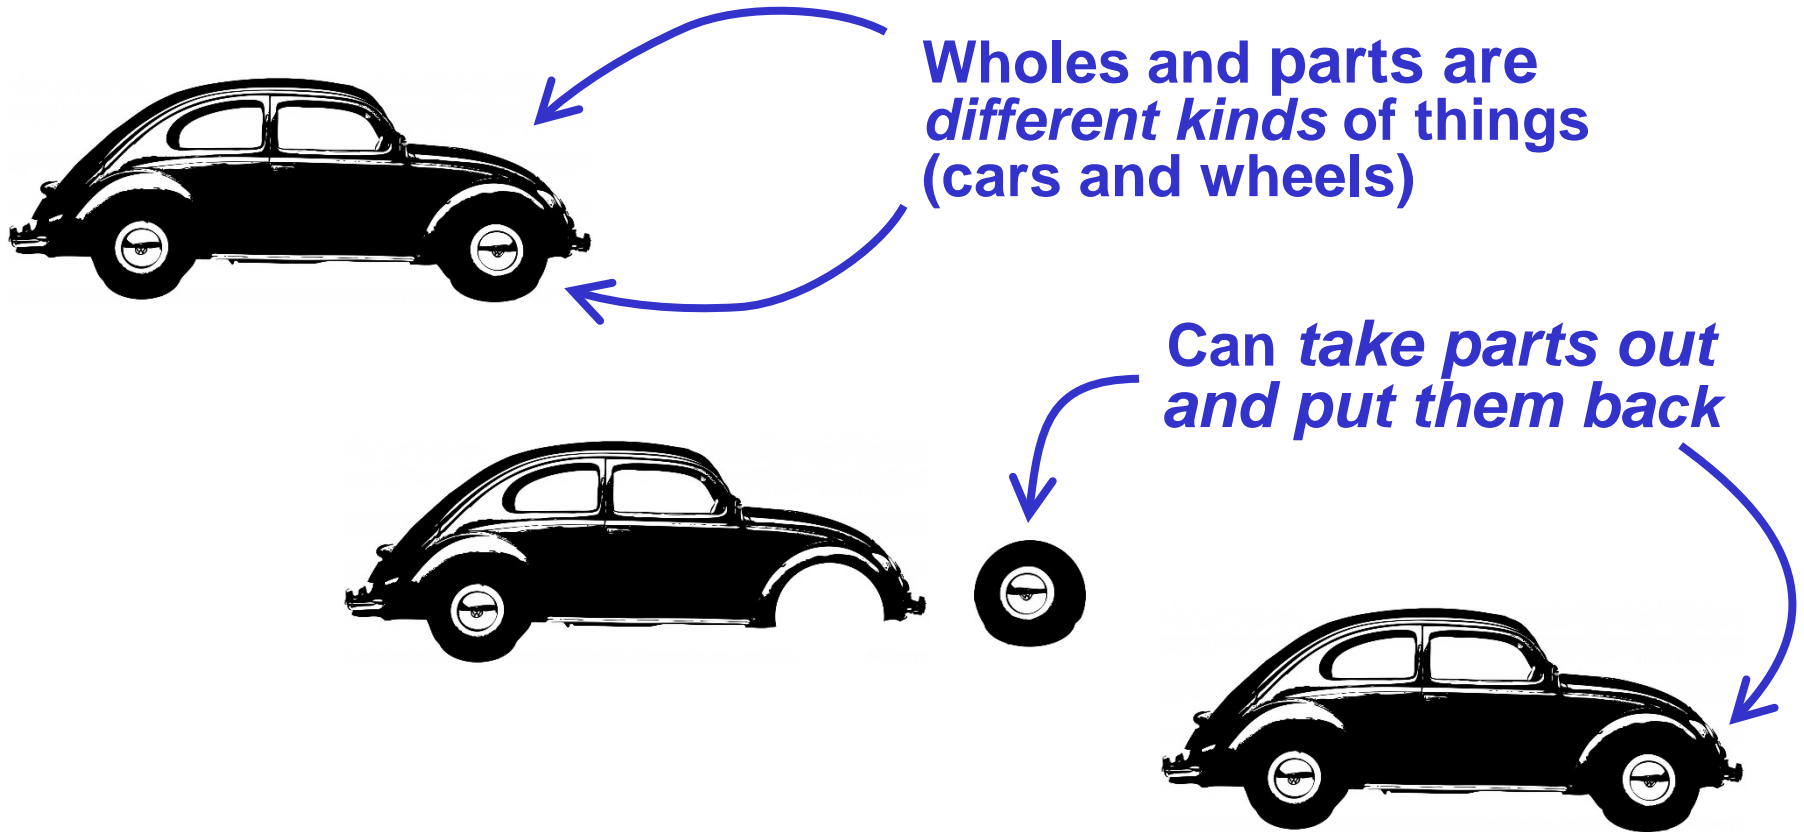 Wholes and parts are
different kinds of things
(cars and wheels)
Can take parts out
and put them back